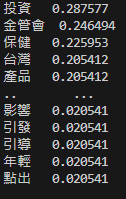 投資 0.287577
金管會 0.246494
保健 0.225953
台灣 0.205412
產品 0.205412
.. ...
影響 0.020541
引發 0.020541
引導 0.020541
年輕 0.020541
點出 0.020541